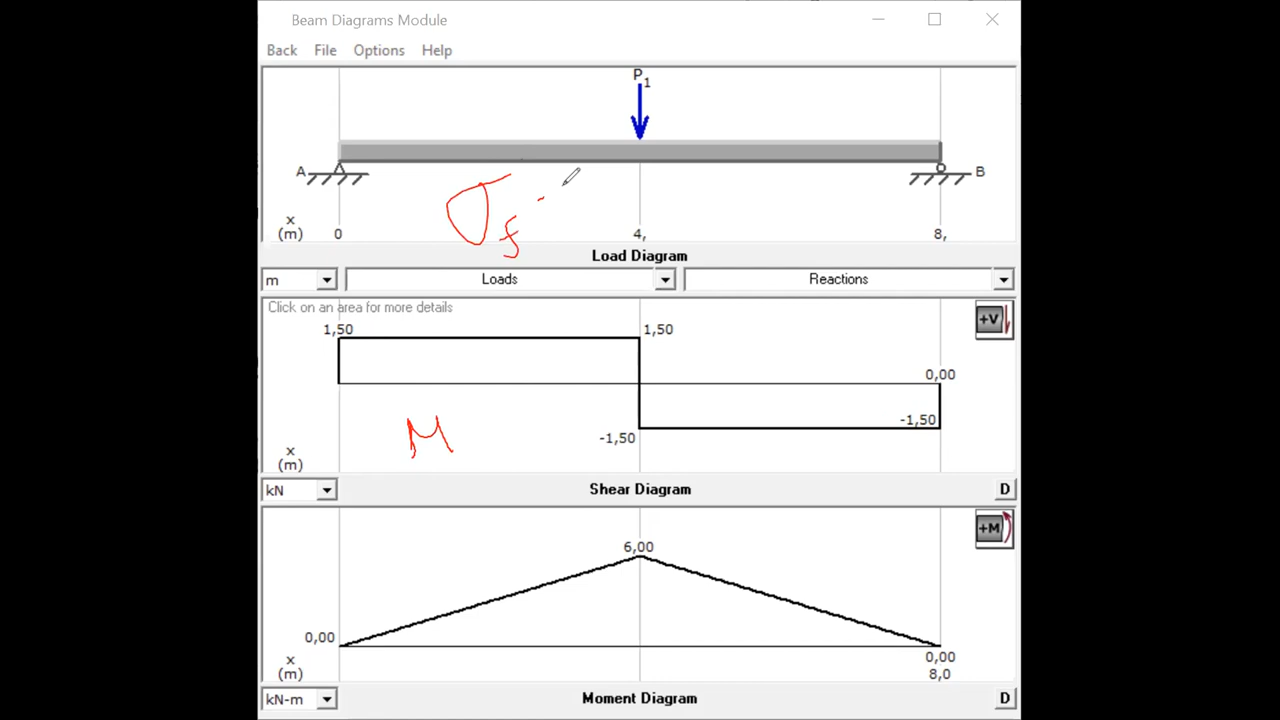 Beam Diagrams Module
Back File Options Help
P1
A B
x
(m) 0 4, 8,
σf -
Load Diagram
m Loads Reactions
Click on an area for more details
+V
1,50 1,50
0,00
-1,50
-1,50
M
x
(m)
kN Shear Diagram D
+M
6,00
0,00
0,00
x
(m) 8,0
kN-m Moment Diagram D